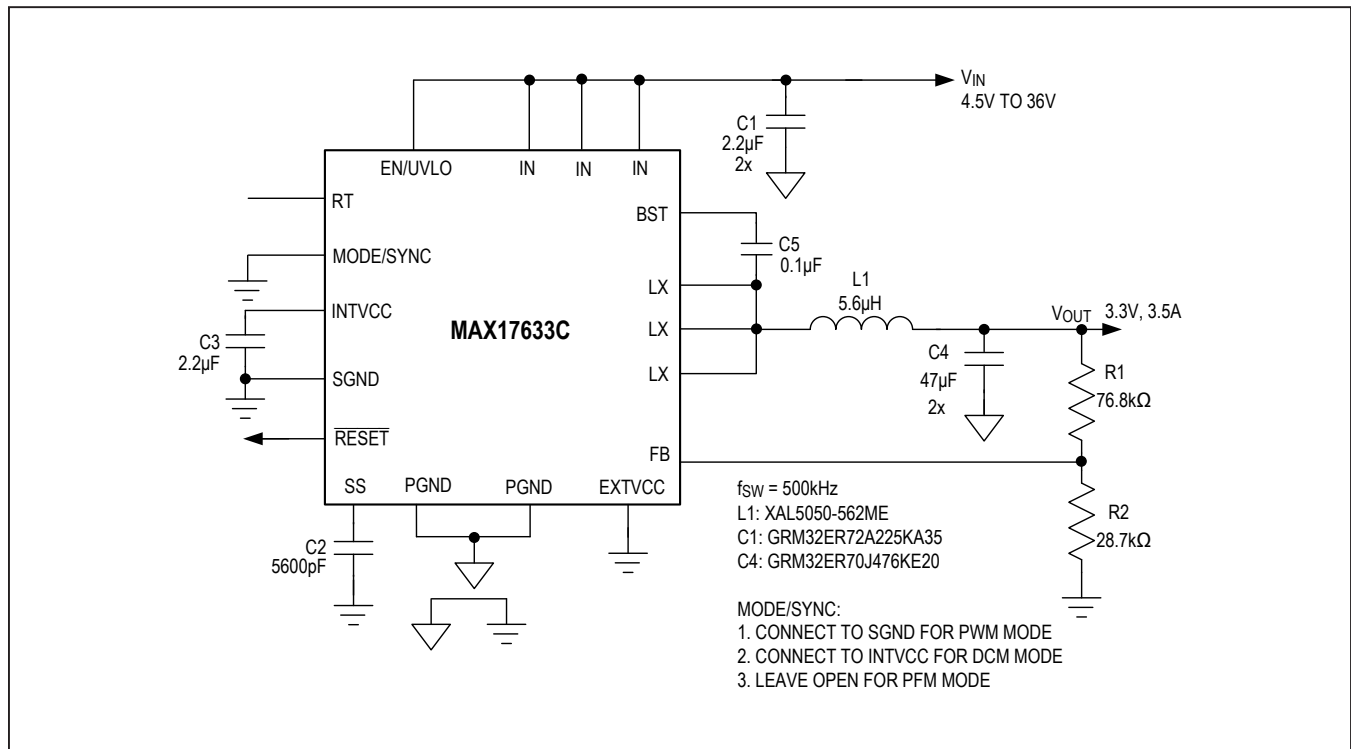 VIN
4.5V TO 36V
C1
2.2µF
2x
EN/UVLO
IN
IN
IN
RT
BST
MODE/SYNC
C5
0.1µF
LX
L1
5.6µH
INTVCC
MAX17633C
LX
VOUT
3.3V, 3.5A
C3
2.2µF
C4
47µF
2x
R1
76.8kΩ
SGND
LX
RESET
FB
SS
PGND
PGND
EXTVCC
C2
5600pF
R2
28.7kΩ
fSW = 500kHz
L1: XAL5050-562ME
C1: GRM32ER72A225KA35
C4: GRM32ER70J476KE20
MODE/SYNC:
1. CONNECT TO SGND FOR PWM MODE
2. CONNECT TO INTVCC FOR DCM MODE
3. LEAVE OPEN FOR PFM MODE